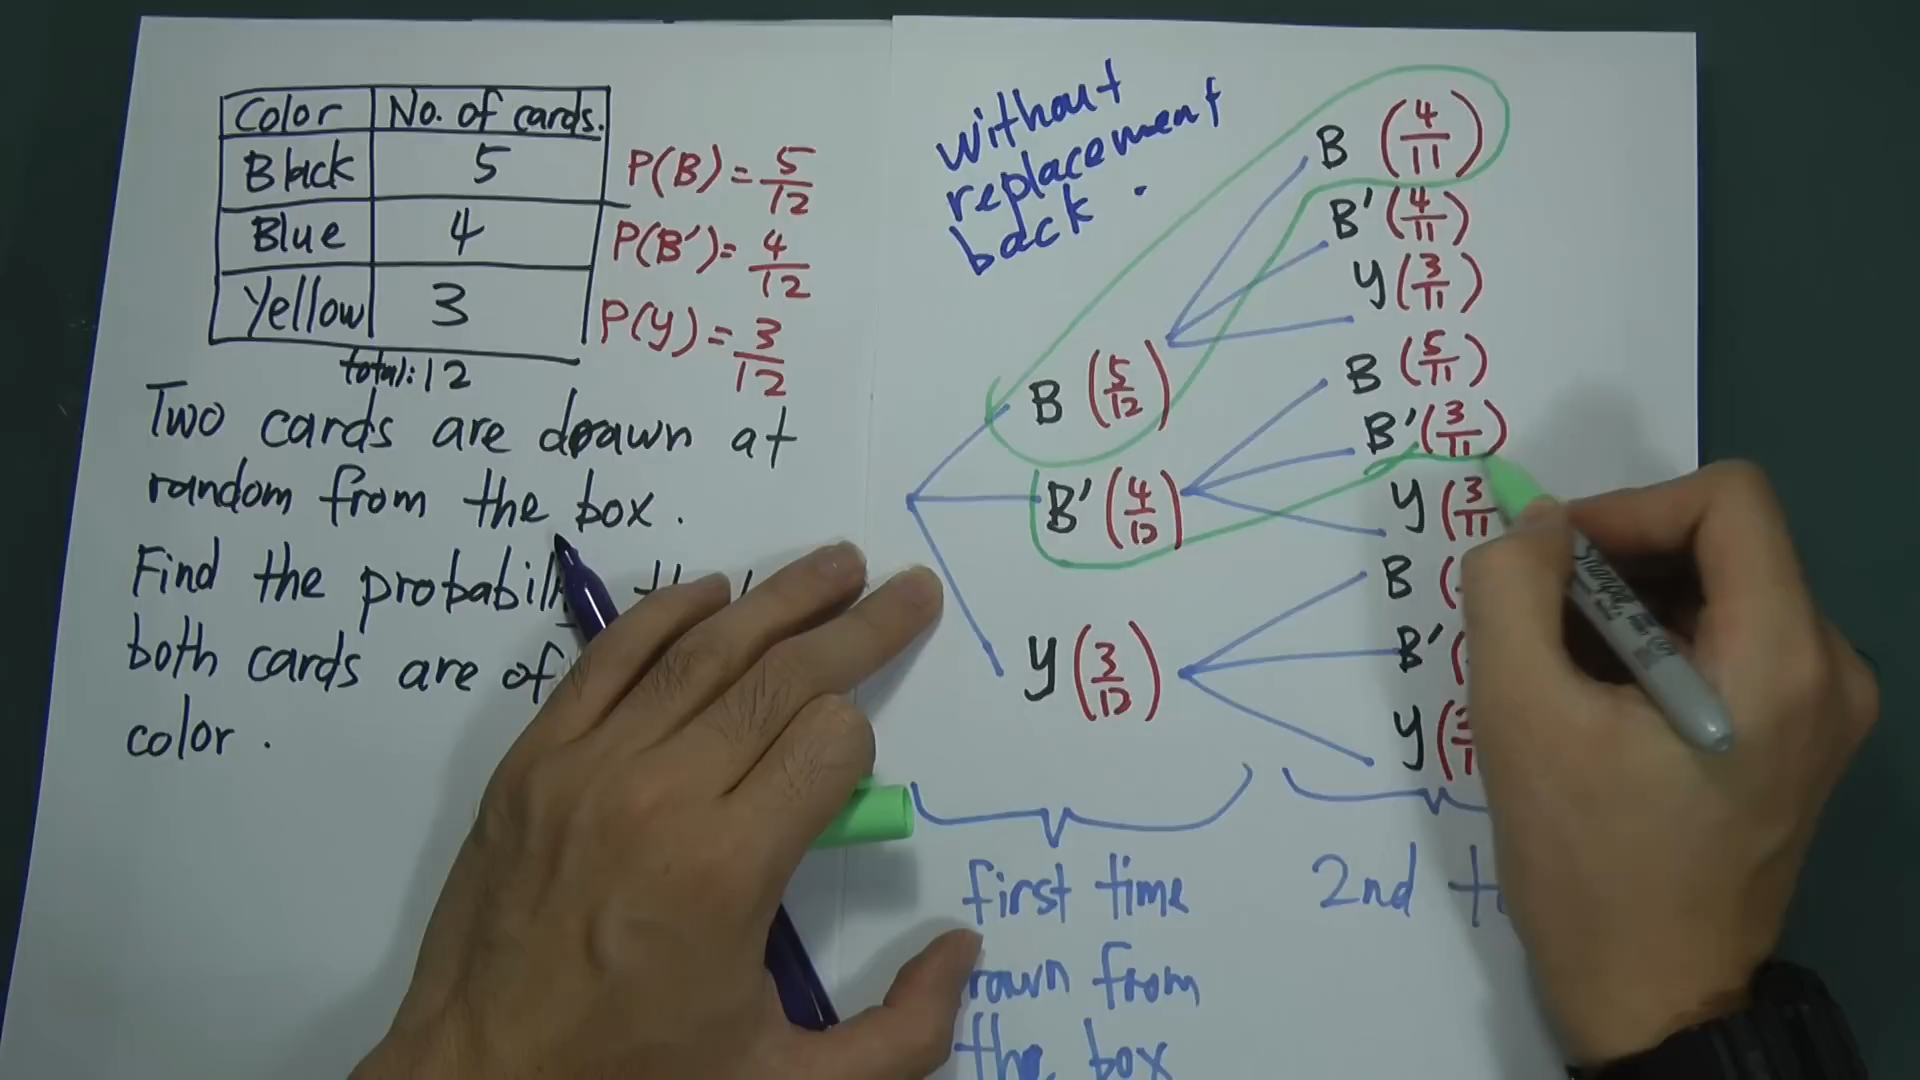 Color No. of cards.
Black 5
Blue 4
Yellow 3
total: 12
P(B) = 5/12
P(B') = 4/12
P(Y) = 3/12
Two cards are drawn at
random from the box.
Find the
both cards are of
color.
without
replacement
back.
B (5/12)
B' (4/12)
Y (3/12)
B (4/11)
B' (4/11)
Y (3/11)
B (5/11)
B' (3/11)
Y (3/11
B (
B' (
Y (
first time
from
the box
2nd
Sharpie